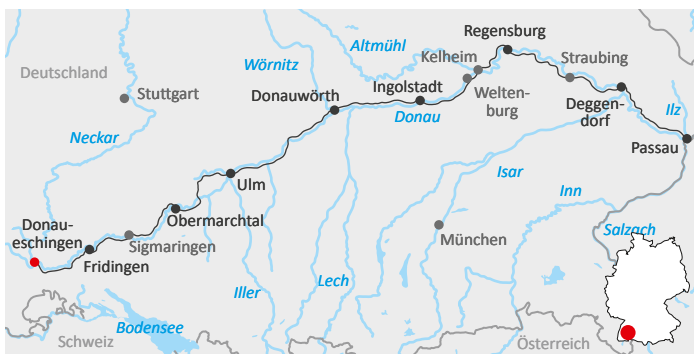 Regensburg
Altmühl
Kelheim
Straubing
Wörnitz
Deutschland
Stuttgart
Donauwörth
Ingolstadt
Welten-
burg
Deggen-
dorf
Ilz
Donau
Neckar
Passau
Isar
Ulm
Inn
Obermarchtal
Donau-
eschingen
Sigmaringen
München
Salzach
Fridingen
Iller
Lech
Bodensee
Schweiz
Österreich